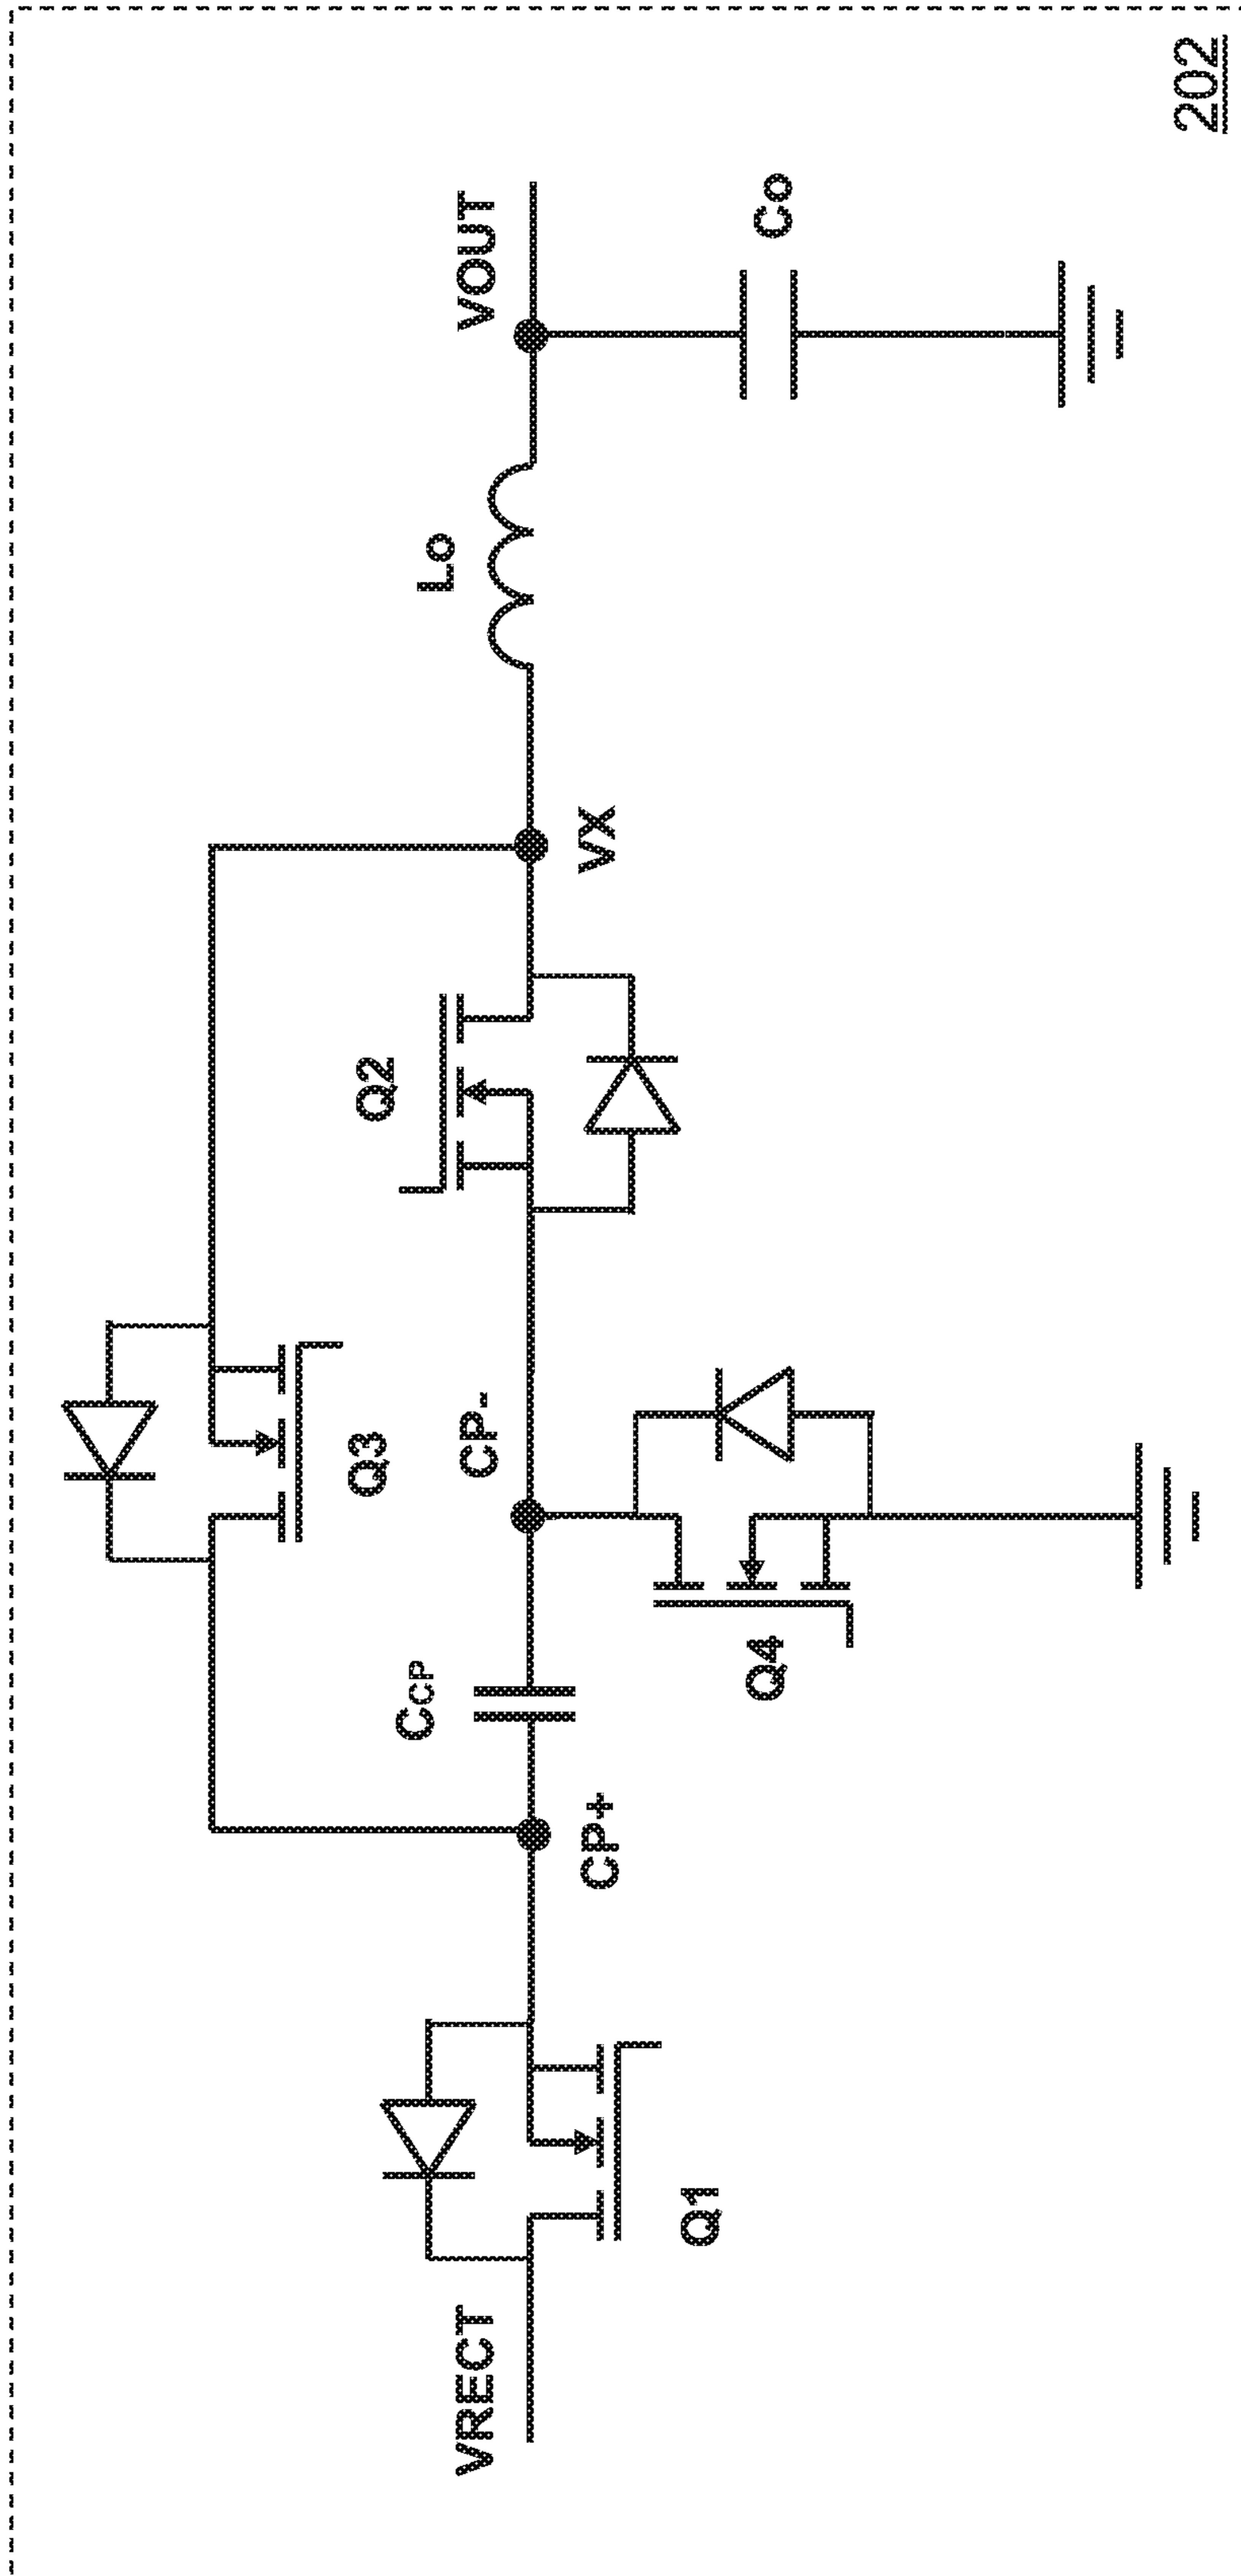 VRECT
Q1
CP+
CCP
Q3
CP-
Q4
Q2
VX
Lo
VOUT
Co
202